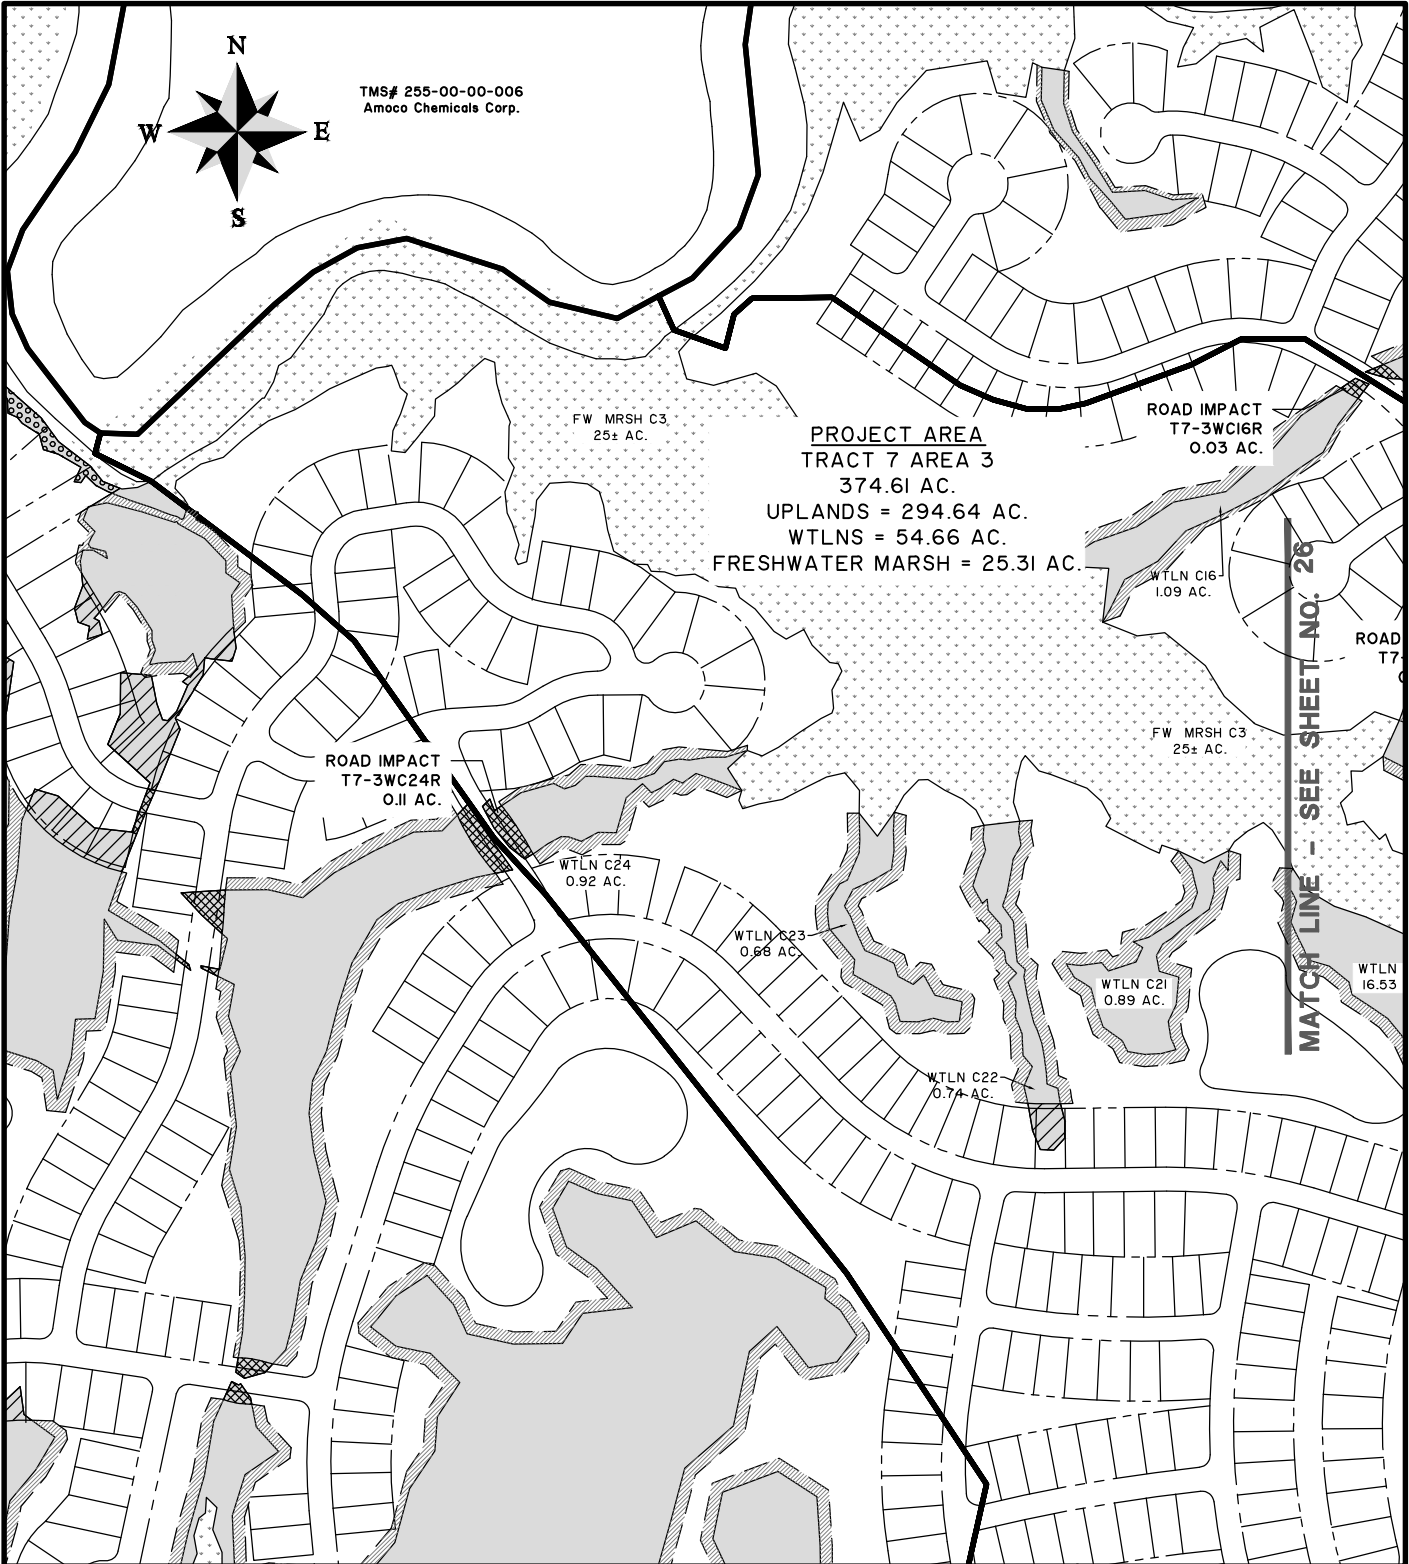 N
W
E
S
TMS# 255-00-00-006
Amoco Chemicals Corp.
FW MRSH C3
25± AC.
PROJECT AREA
TRACT 7 AREA 3
374.61 AC.
UPLANDS = 294.64 AC.
WTLNS = 54.66 AC.
FRESHWATER MARSH = 25.31 AC.
ROAD IMPACT
T7-3WC16R
0.03 AC.
WTLN C16
1.09 AC.
ROAD
T7-
FW MRSH C3
25± AC.
MATCH LINE - SEE SHEET NO. 26
ROAD IMPACT
T7-3WC24R
0.11 AC.
WTLN C24
0.92 AC.
WTLN C23
0.68 AC.
WTLN C21
0.89 AC.
WTLN
16.53
WTLN C22
0.74 AC.